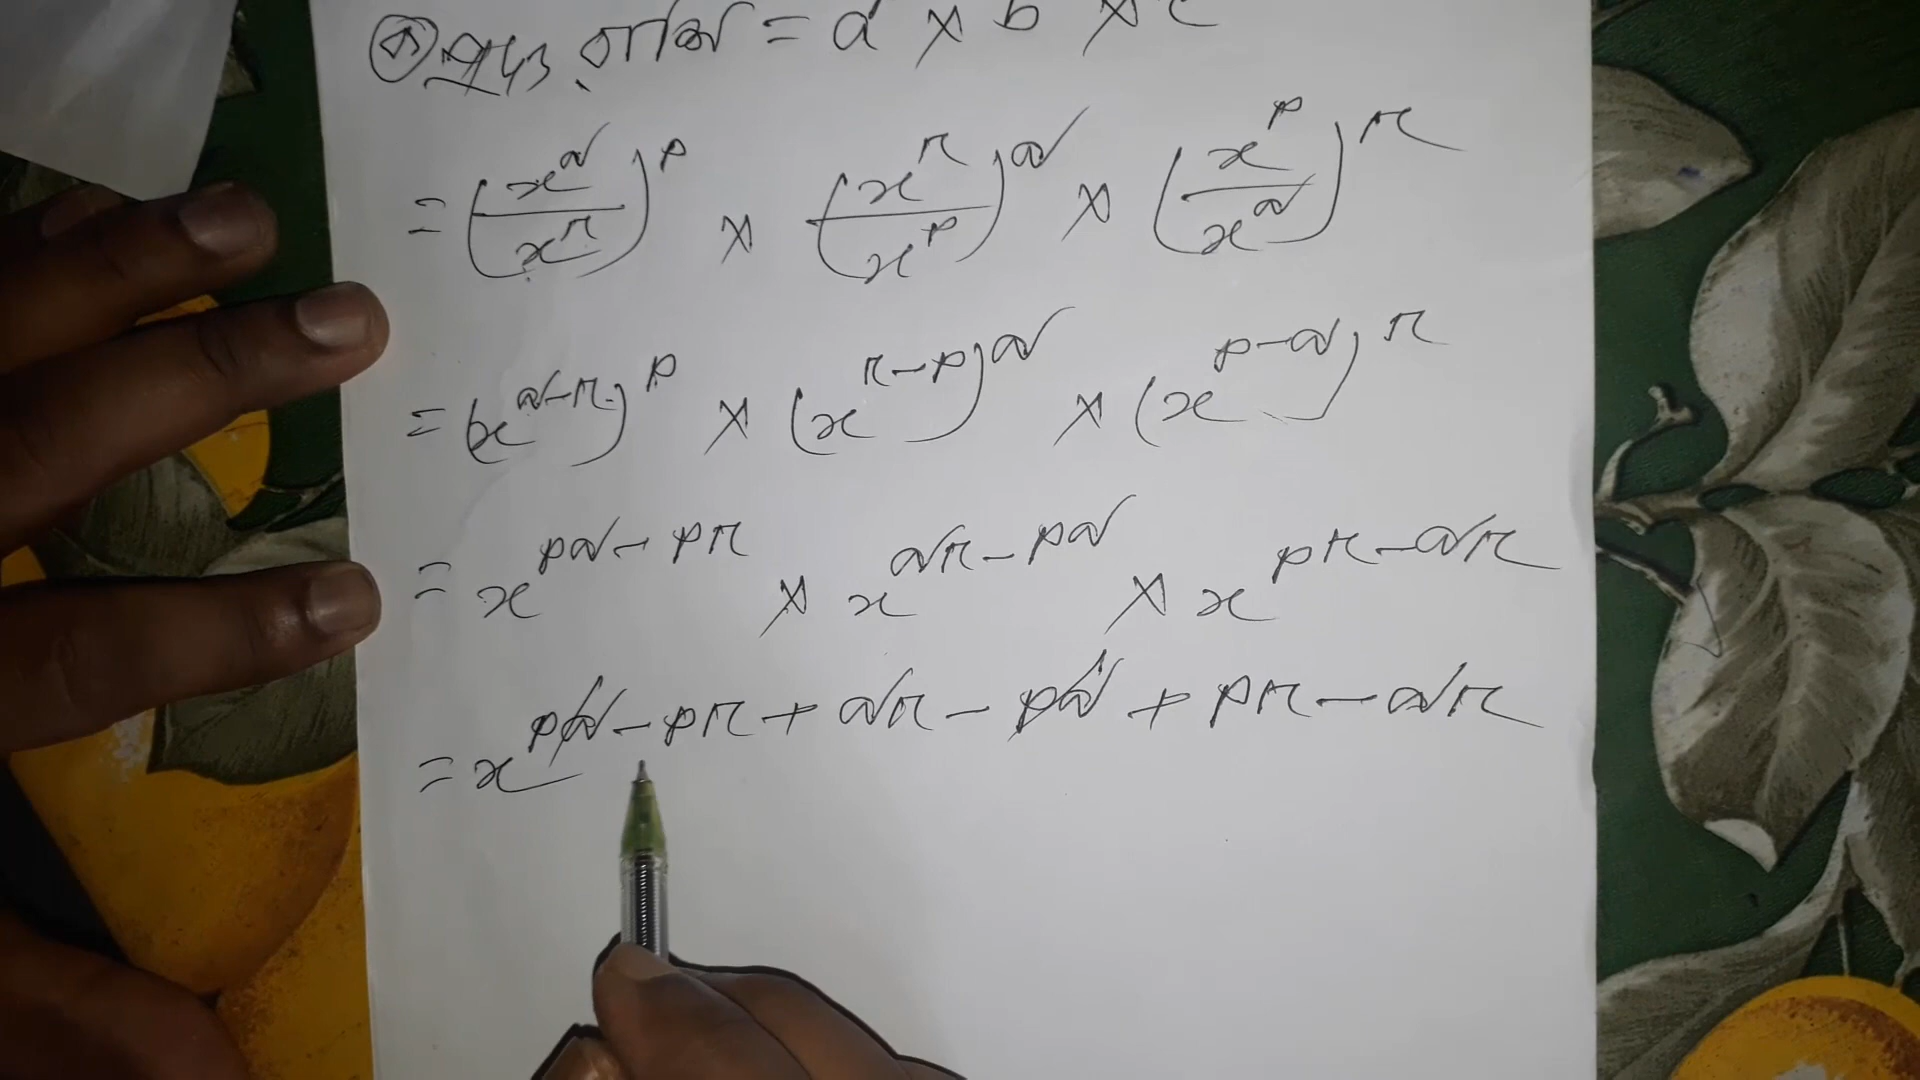 ক প্রদত্ত রাশি = a × b × c
= (x^q/x^r)^p × (x^r/x^p)^q × (x^p/x^q)^r
= (x^q-r)^p × (x^r-p)^q × (x^p-q)^r
= x^pq-pr × x^qr-pq × x^pr-qr
= x^pq-pr+qr-pq+pr-qr